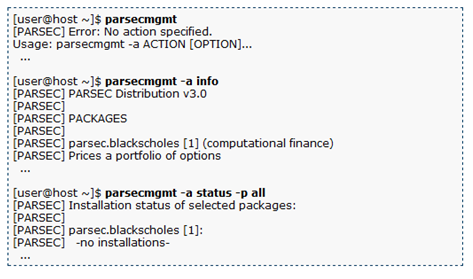 [user@host ~]$ parsecmgmt
[PARSEC] Error: No action specified.
Usage: parsecmgmt -a ACTION [OPTION]...
...
[user@host ~]$ parsecmgmt -a info
[PARSEC] PARSEC Distribution v3.0
[PARSEC]
[PARSEC] PACKAGES
[PARSEC]
[PARSEC] parsec.blackscholes [1] (computational finance)
[PARSEC] Prices a portfolio of options
...
[user@host ~]$ parsecmgmt -a status -p all
[PARSEC] Installation status of selected packages:
[PARSEC]
[PARSEC] parsec.blackscholes [1]:
[PARSEC] -no installations-
...